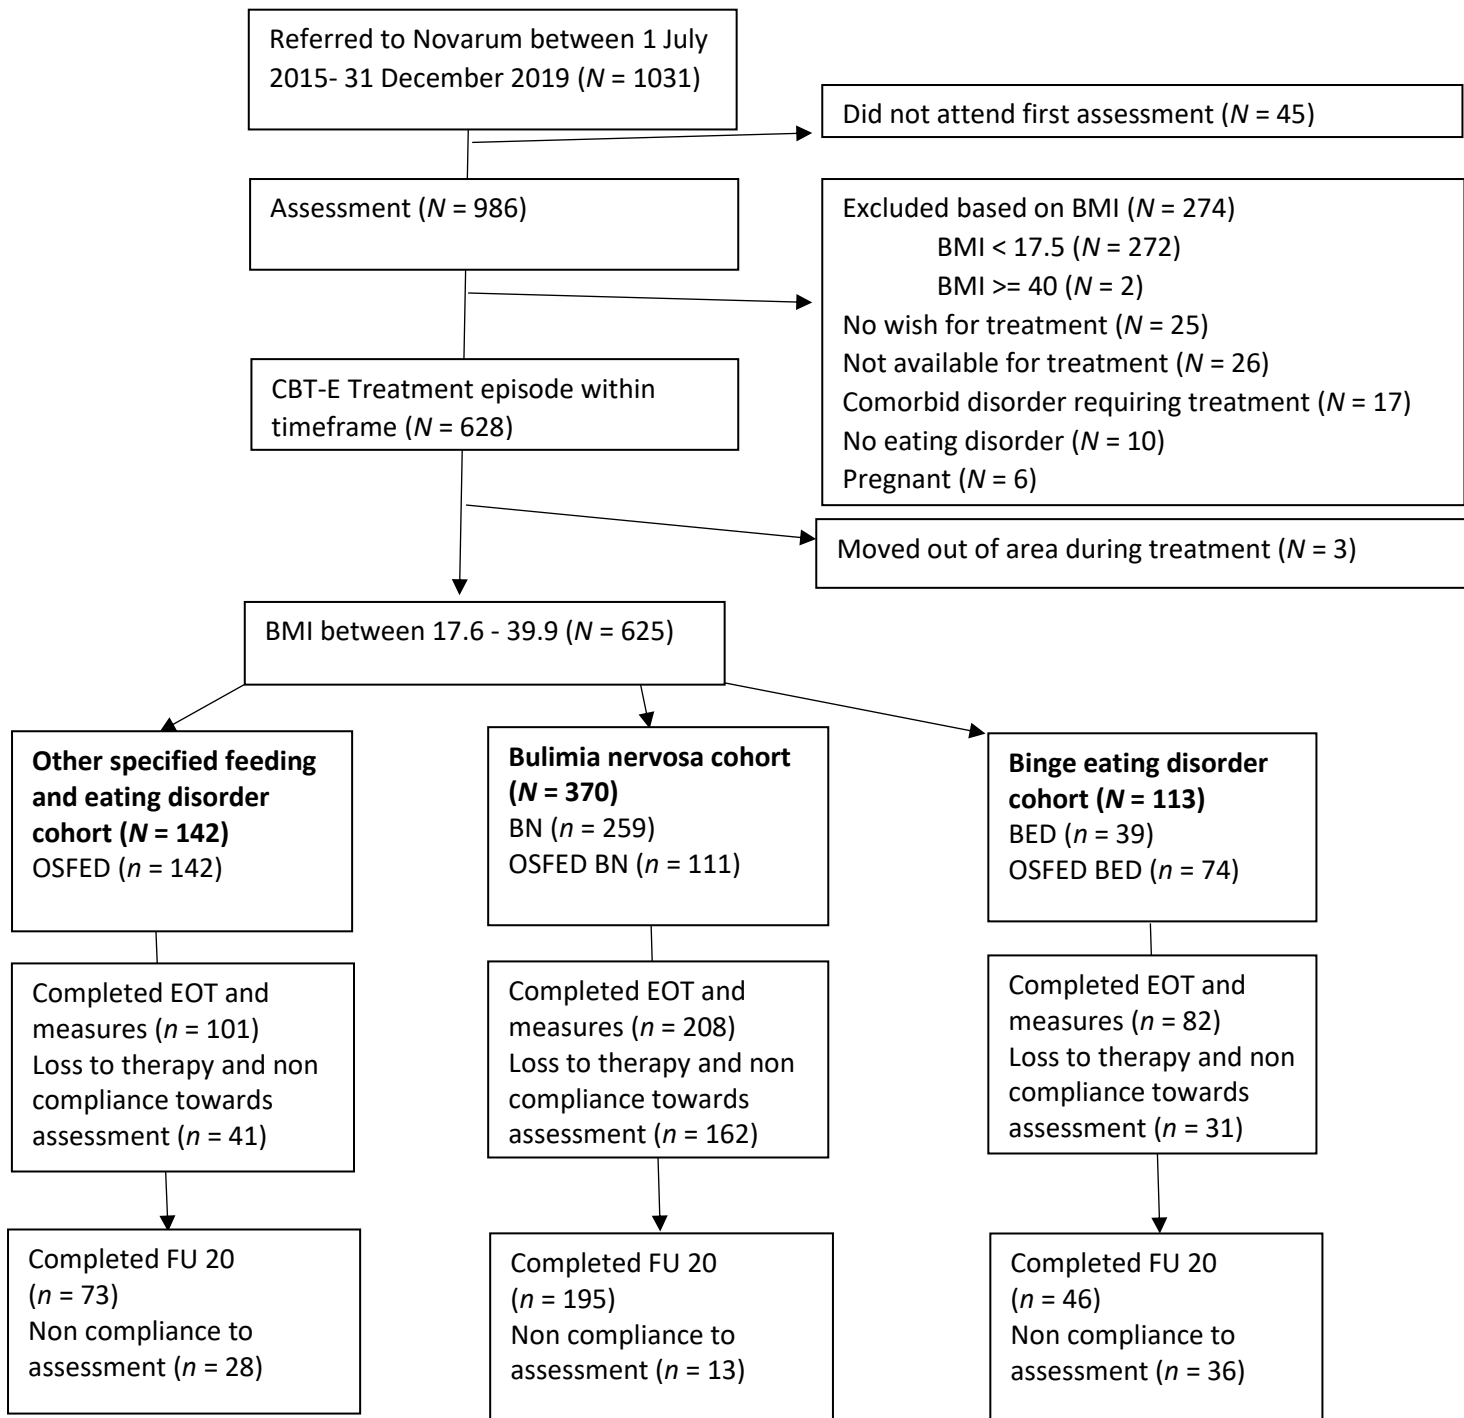 Referred to Novarum between 1 July
2015- 31 December 2019 (N = 1031)
Did not attend first assessment (N = 45)
Assessment (N = 986)
Excluded based on BMI (N = 274)
BMI < 17.5 (N = 272)
BMI >= 40 (N = 2)
No wish for treatment (N = 25)
Not available for treatment (N = 26)
Comorbid disorder requiring treatment (N = 17)
No eating disorder (N = 10)
Pregnant (N = 6)
CBT-E Treatment episode within
timeframe (N = 628)
Moved out of area during treatment (N = 3)
BMI between 17.6 - 39.9 (N = 625)
Other specified feeding
and eating disorder
cohort (N = 142)
OSFED (n = 142)
Bulimia nervosa cohort
(N = 370)
BN (n = 259)
OSFED BN (n = 111)
Binge eating disorder
cohort (N = 113)
BED (n = 39)
OSFED BED (n = 74)
Completed EOT and
measures (n = 101)
Loss to therapy and non
compliance towards
assessment (n = 41)
Completed EOT and
measures (n = 208)
Loss to therapy and non
compliance towards
assessment (n = 162)
Completed EOT and
measures (n = 82)
Loss to therapy and non
compliance towards
assessment (n = 31)
Completed FU 20
(n = 73)
Non compliance to
assessment (n = 28)
Completed FU 20
(n = 195)
Non compliance to
assessment (n = 13)
Completed FU 20
(n = 46)
Non compliance to
assessment (n = 36)